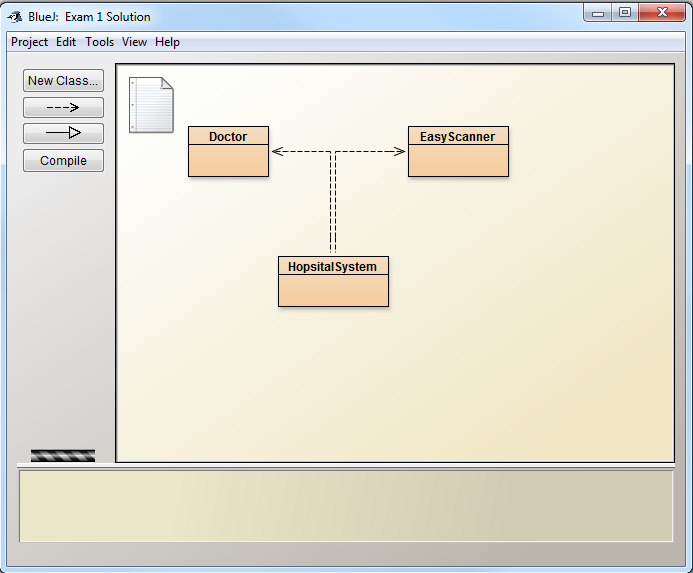 BlueJ: Exam 1 Solution
Project Edit Tools View Help
New Class...
Compile
Doctor
EasyScanner
HopsitalSystem